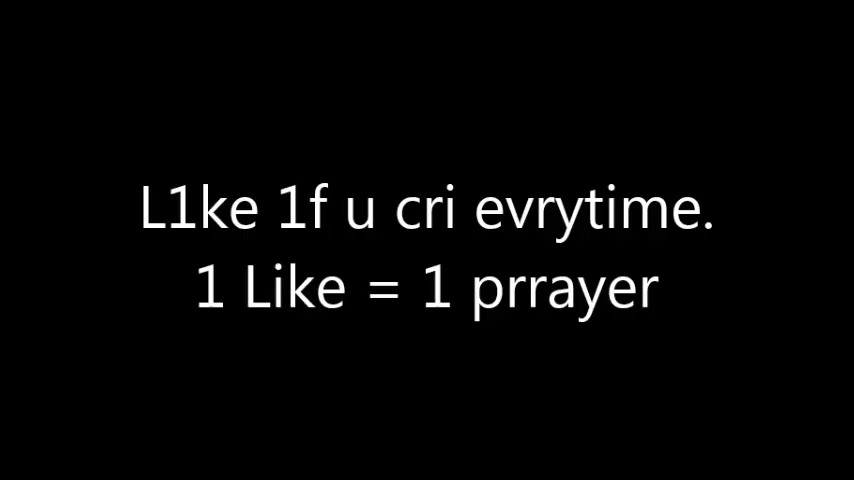 L1ke 1f u cri evrytime.
1 Like = 1 prrayer